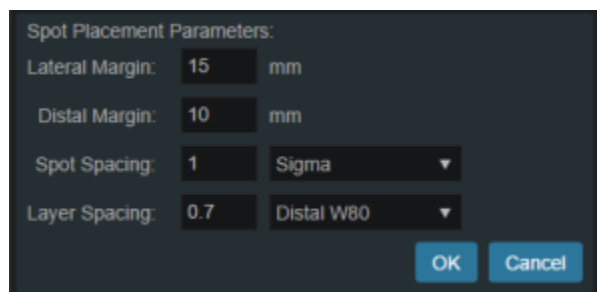 Spot Placement Parameters:
Lateral Margin: 15 mm
Distal Margin: 10 mm
Spot Spacing: 1 Sigma
Layer Spacing: 0.7 Distal W80
OK Cancel